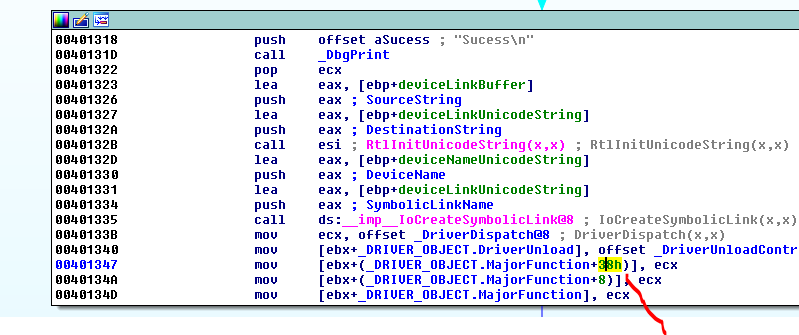 00401318 push offset aSucess ; "Sucess\n"
0040131D call _DbgPrint
00401322 pop ecx
00401323 lea eax, [ebp+deviceLinkBuffer]
00401326 push eax ; SourceString
00401327 lea eax, [ebp+deviceLinkUnicodeString]
0040132A push eax ; DestinationString
0040132B call esi ; RtlInitUnicodeString(x,x) ; RtlInitUnicodeString(x,x)
0040132D lea eax, [ebp+deviceNameUnicodeString]
00401330 push eax ; DeviceName
00401331 lea eax, [ebp+deviceLinkUnicodeString]
00401334 push eax ; SymbolicLinkName
00401335 call ds:__imp__IoCreateSymbolicLink@8 ; IoCreateSymbolicLink(x,x)
0040133B mov ecx, offset _DriverDispatch@8 ; DriverDispatch(x,x)
00401340 mov [ebx+_DRIVER_OBJECT.DriverUnload], offset _DriverUnloadContr
00401347 mov [ebx+(_DRIVER_OBJECT.MajorFunction+38h)], ecx
0040134A mov [ebx+(_DRIVER_OBJECT.MajorFunction+8)], ecx
0040134D mov [ebx+_DRIVER_OBJECT.MajorFunction], ecx